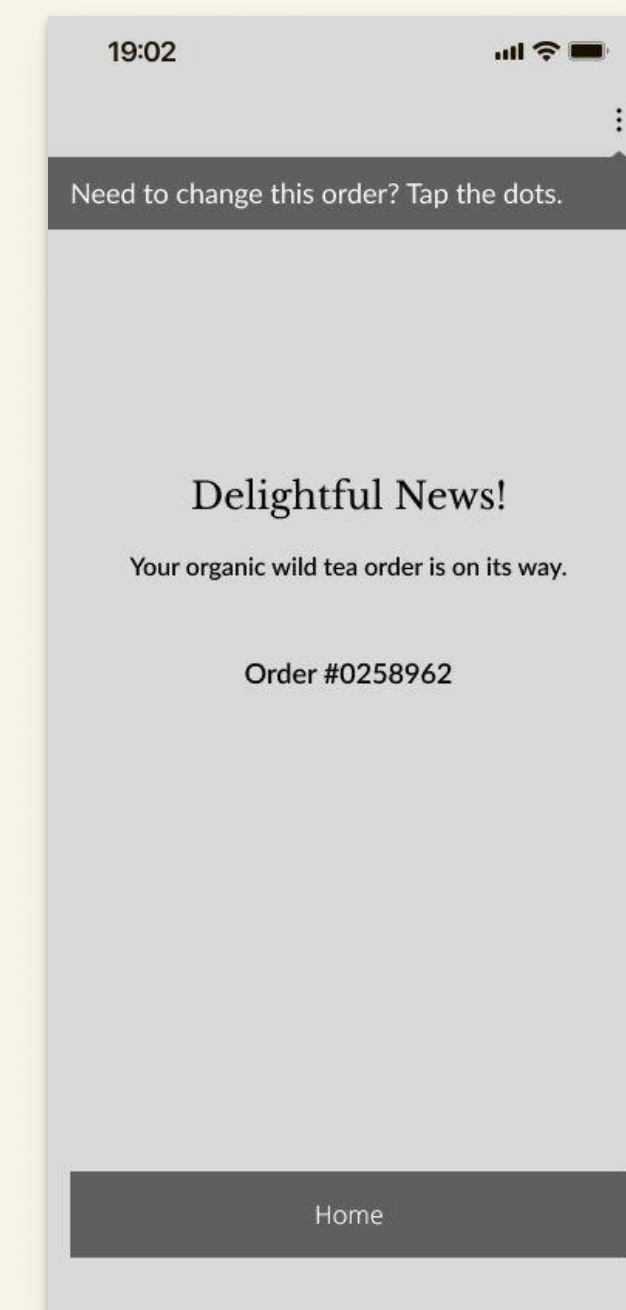 19:02
Need to change this order? Tap the dots.
Delightful News!
Your organic wild tea order is on its way.
Order #0258962
Home